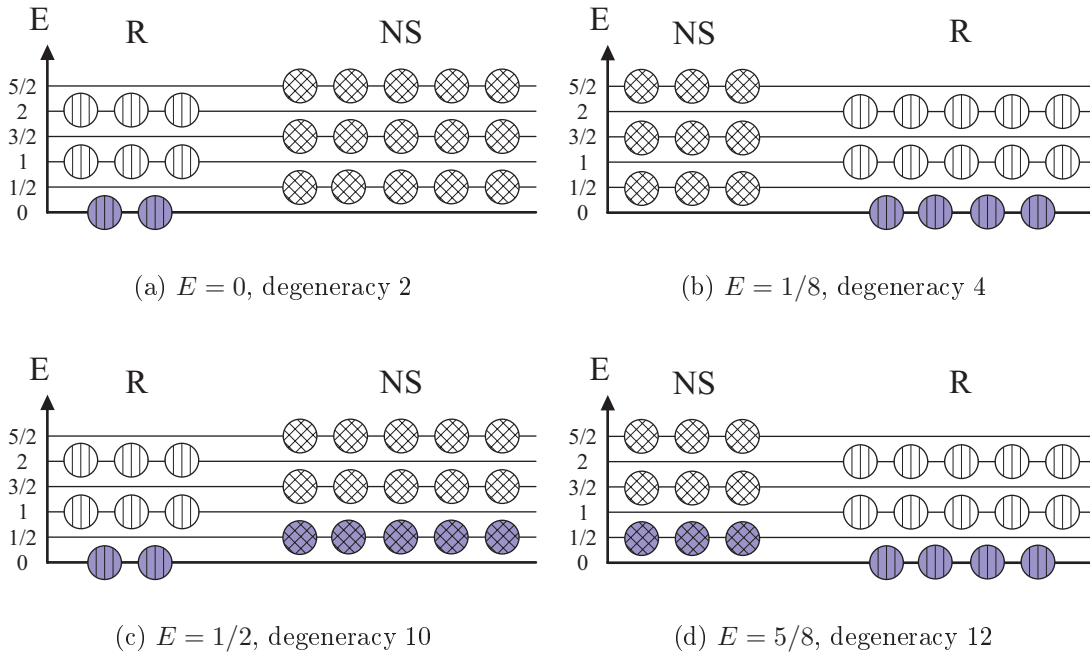 E
R
NS
5/2
2
3/2
1
1/2
0
(a) E = 0, degeneracy 2
E
NS
R
5/2
2
3/2
1
1/2
0
(b) E = 1/8, degeneracy 4
E
R
NS
5/2
2
3/2
1
1/2
0
(c) E = 1/2, degeneracy 10
E
NS
R
5/2
2
3/2
1
1/2
0
(d) E = 5/8, degeneracy 12